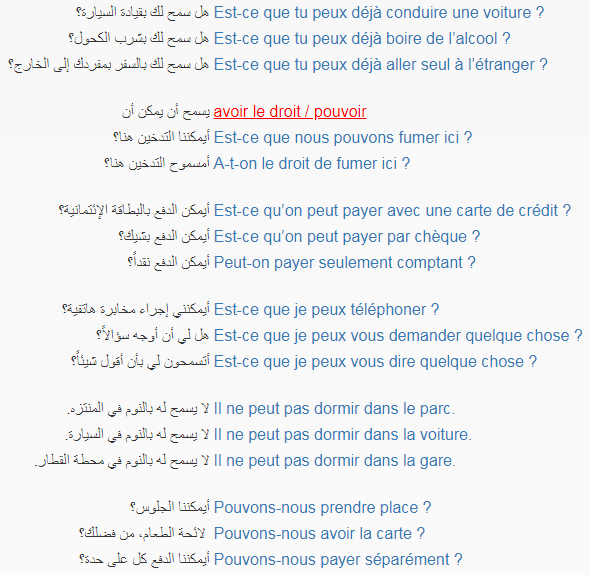 هل سمح لك بقيادة السيارة؟ Est-ce que tu peux déjà conduire une voiture ?
هل سمح لك بشرب الكحول؟ Est-ce que tu peux déjà boire de l’alcool ?
هل سمح لك بالسفر بمفردك إلى الخارج؟ Est-ce que tu peux déjà aller seul à l’étranger ?
يسمح أن يمكن أن avoir le droit / pouvoir
أيمكننا التدخين هنا؟ Est-ce que nous pouvons fumer ici ?
أمسموح التدخين هنا؟ A-t-on le droit de fumer ici ?
أيمكن الدفع بالبطاقة الإئتمانية؟ Est-ce qu’on peut payer avec une carte de crédit ?
أيمكن الدفع بشيك؟ Est-ce qu’on peut payer par chèque ?
أيمكن الدفع نقداً؟ Peut-on payer seulement comptant ?
أيمكنني إجراء مخابرة هاتفية؟ Est-ce que je peux téléphoner ?
هل لي أن أوجه سؤالاً؟ Est-ce que je peux vous demander quelque chose ?
أتسمحون لي بأن أقول شيئاً؟ Est-ce que je peux vous dire quelque chose ?
لا يسمح له بالنوم في المنتزه. Il ne peut pas dormir dans le parc.
لا يسمح له بالنوم في السيارة. Il ne peut pas dormir dans la voiture.
لا يسمح له بالنوم في محطة القطار. Il ne peut pas dormir dans la gare.
أيمكننا الجلوس؟ Pouvons-nous prendre place ?
لائحة الطعام، من فضلك؟ Pouvons-nous avoir la carte ?
أيمكننا الدفع كل على حدة؟ Pouvons-nous payer séparément ?